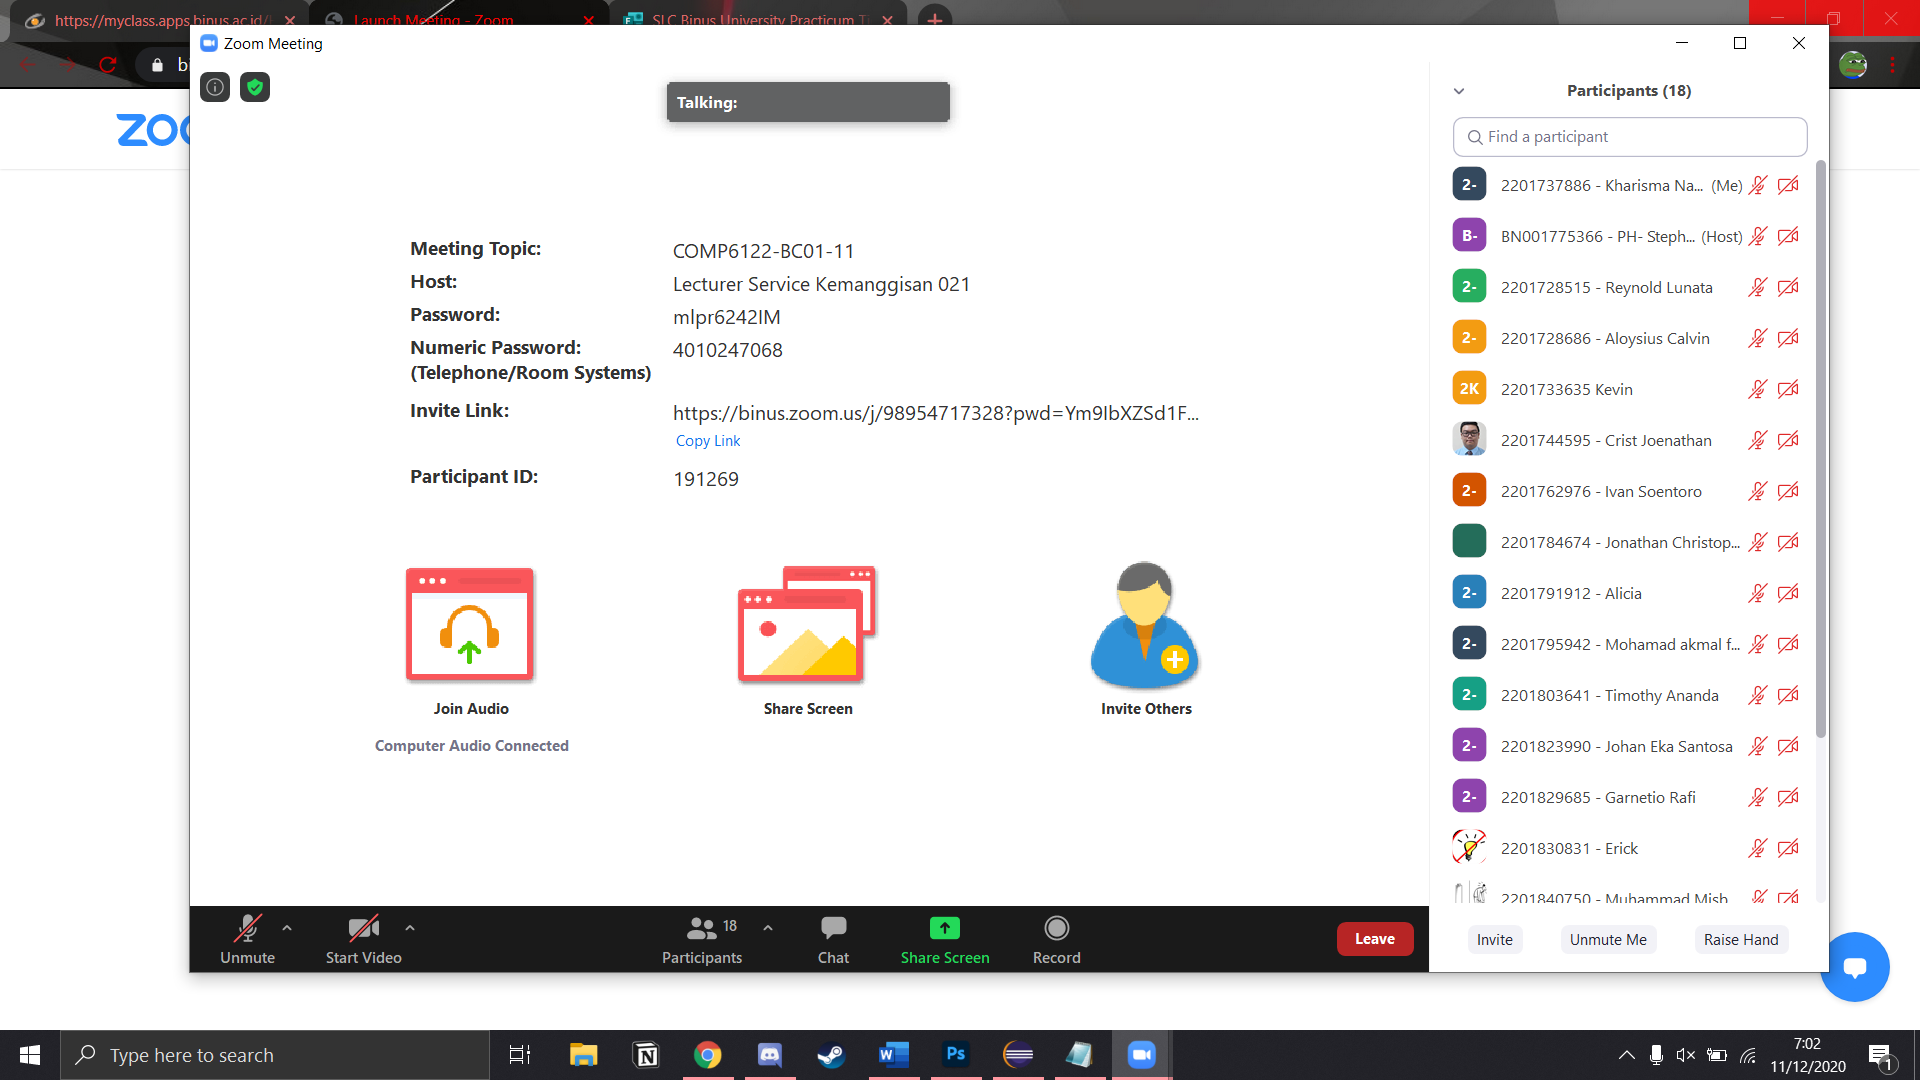 https://myclass.apps.binus.ac.id/
Launch Meeting - Zoom
SLC Binus University Practicum T
Zoom Meeting
Talking:
Meeting Topic:
COMP6122-BC01-11
Host:
Lecturer Service Kemanggisan 021
Password:
mlpr6242IM
Numeric Password:
(Telephone/Room Systems)
4010247068
Invite Link:
https://binus.zoom.us/j/98954717328?pwd=Ym9IbXZSd1F...
Copy Link
Participant ID:
191269
Join Audio
Computer Audio Connected
Share Screen
Invite Others
Participants (18)
Find a participant
2- 2201737886 - Kharisma Na... (Me)
B- BN001775366 - PH- Steph... (Host)
2- 2201728515 - Reynold Lunata
2- 2201728686 - Aloysius Calvin
2K 2201733635 Kevin
2201744595 - Crist Joenathan
2- 2201762976 - Ivan Soentoro
2201784674 - Jonathan Christop...
2- 2201791912 - Alicia
2- 2201795942 - Mohamad akmal f...
2- 2201803641 - Timothy Ananda
2- 2201823990 - Johan Eka Santosa
2- 2201829685 - Garnetio Rafi
2201830831 - Erick
2201840750 - Muhammad Mish
Invite
Unmute Me
Raise Hand
Unmute
Start Video
18
Participants
Chat
Share Screen
Record
Leave
Type here to search
7:02
11/12/2020
1